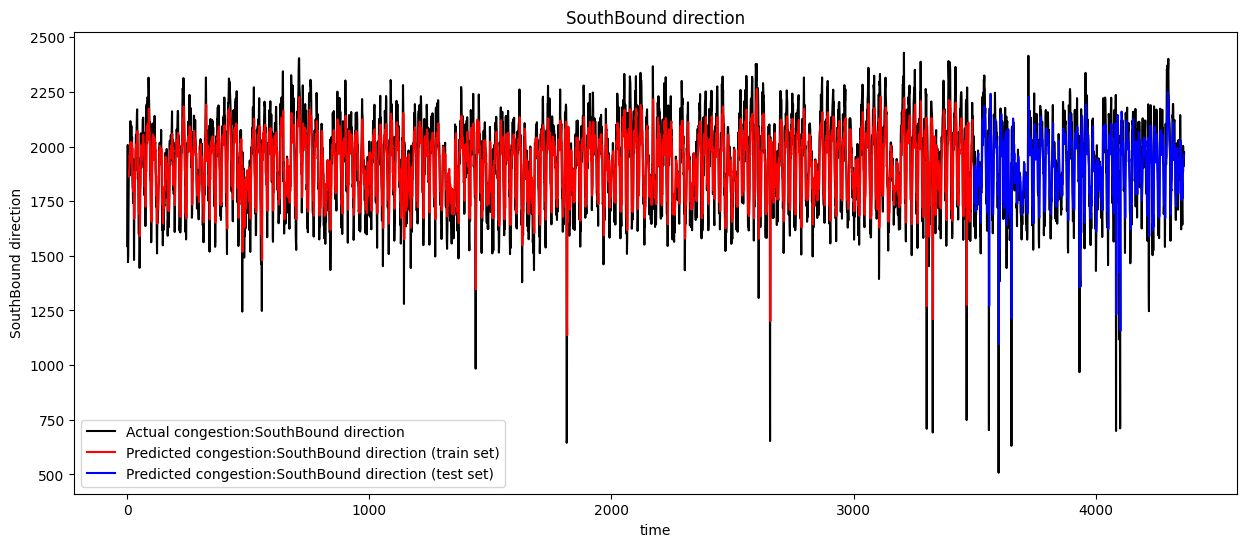 SouthBound direction
SouthBound direction
2500
2250
2000
1750
1500
1250
1000
750
500
Actual congestion:SouthBound direction
Predicted congestion:SouthBound direction (train set)
Predicted congestion:SouthBound direction (test set)
0 1000 2000 3000 4000
time